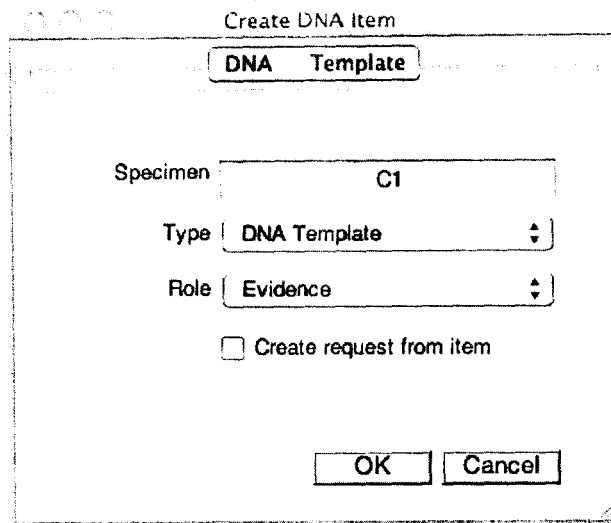 Create DNA Item
DNA Template
Specimen C1
Type DNA Template
Role Evidence
Create request from item
OK Cancel